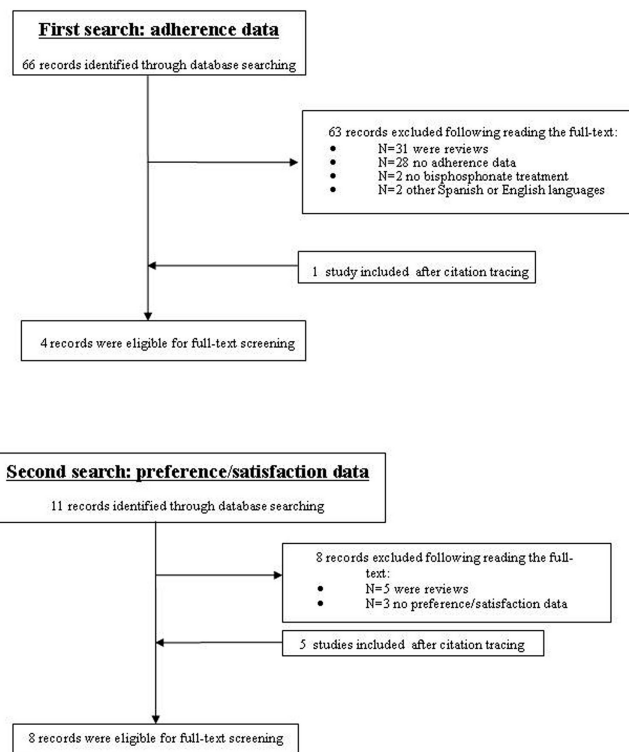 First search: adherence data
66 records identified through database searching
63 records excluded following reading the full-text:
• N=31 were reviews
• N=28 no adherence data
• N=2 no bisphosphonate treatment
• N=2 other Spanish or English languages
1 study included after citation tracing
4 records were eligible for full-text screening
Second search: preference/satisfaction data
11 records identified through database searching
8 records excluded following reading the full-
text:
• N=5 were reviews
• N=3 no preference/satisfaction data
5 studies included after citation tracing
8 records were eligible for full-text screening